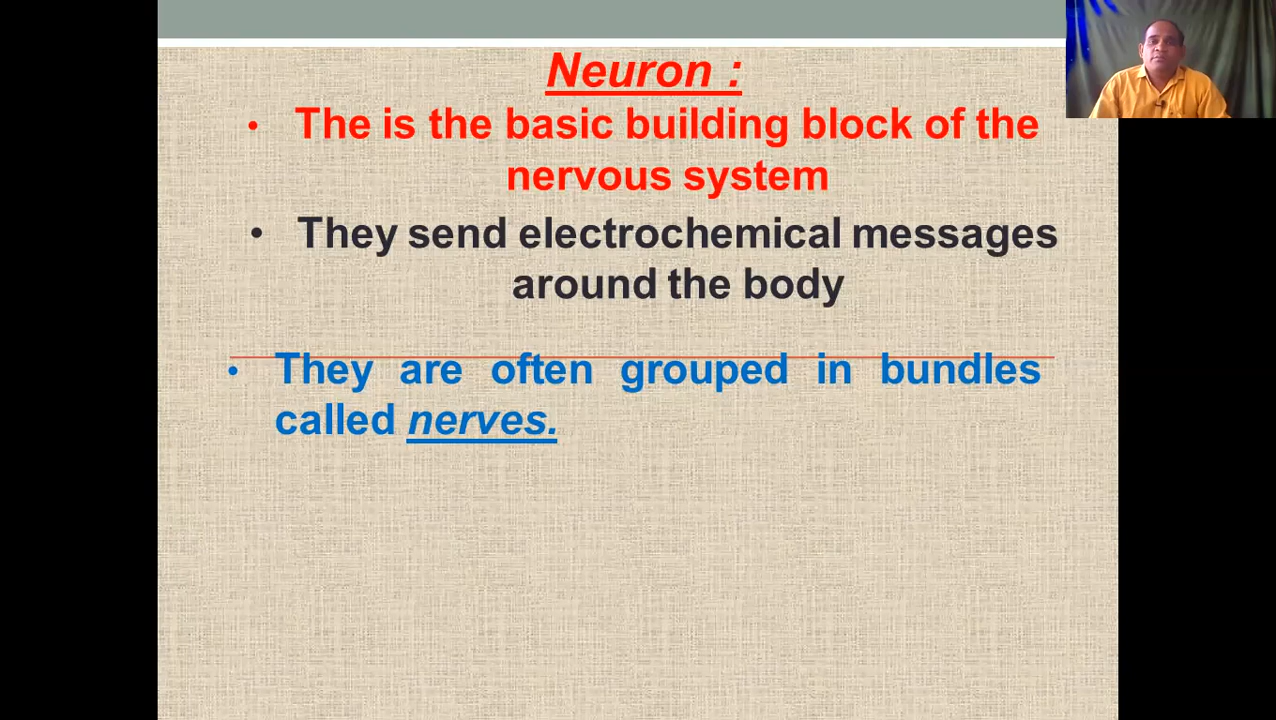 Neuron :
• The is the basic building block of the
nervous system
• They send electrochemical messages
around the body
• They are often grouped in bundles
called nerves.